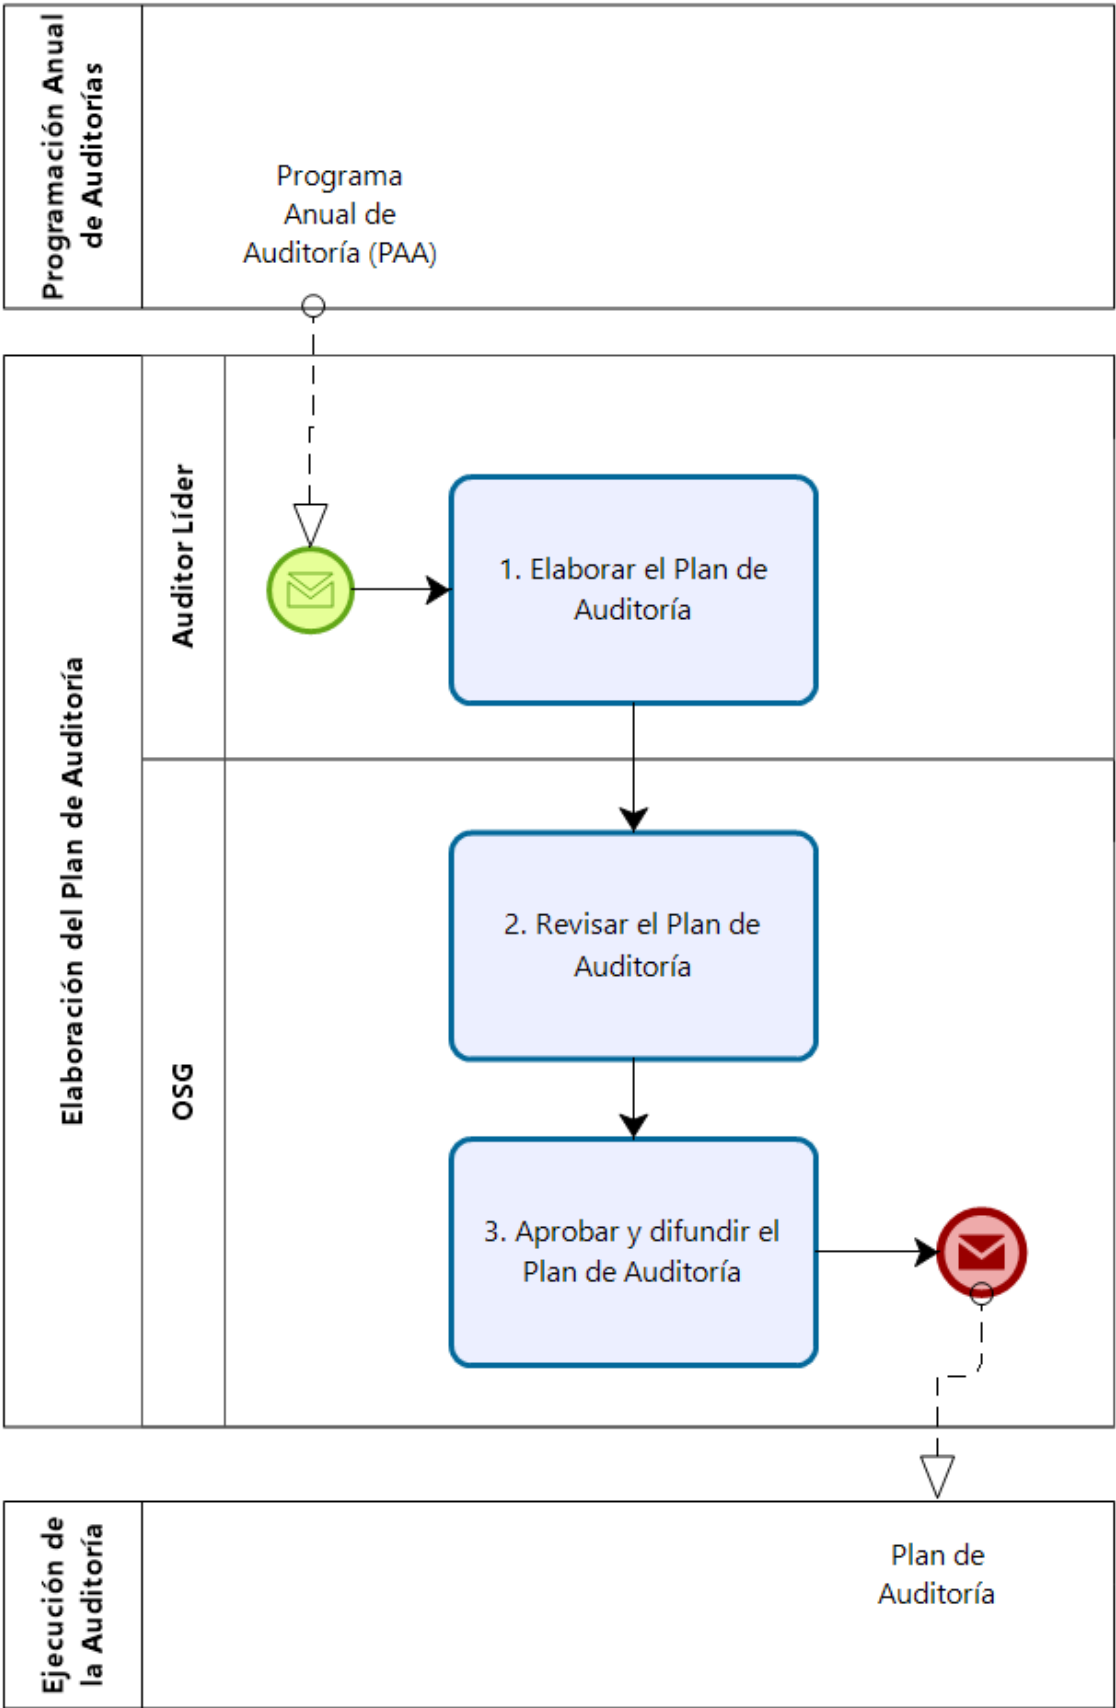 Programación Anual
de Auditorías
Programa
Anual de
Auditoría (PAA)
Elaboración del Plan de Auditoría
Auditor Líder
1. Elaborar el Plan de
Auditoría
OSG
2. Revisar el Plan de
Auditoría
3. Aprobar y difundir el
Plan de Auditoría
Ejecución de
la Auditoría
Plan de
Auditoría